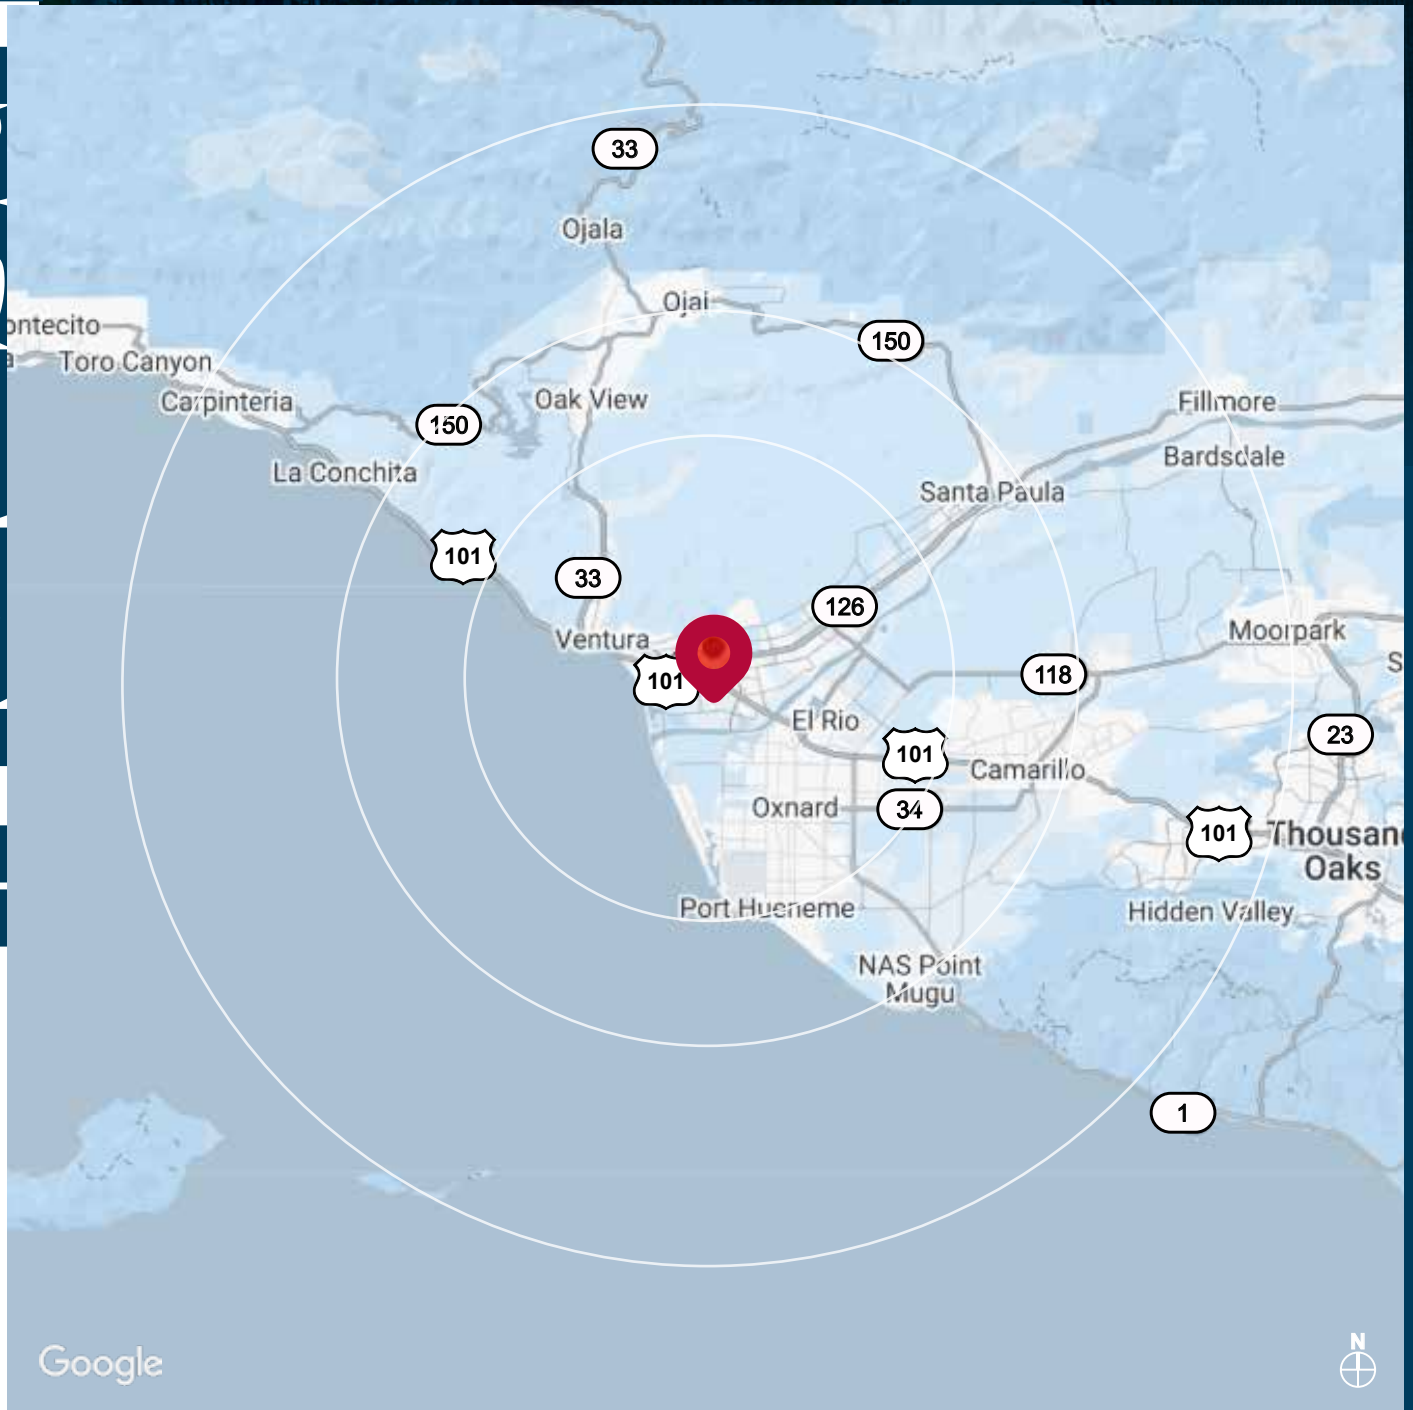 33
Ojala
Ojai
150
ontecito
Toro Canyon
Carpinteria
150
Oak View
Fillmore
Bardsdale
La Conchita
Santa Paula
101
33
126
Ventura
Moorpark
101
118
El Rio
23
101
Camarillo
Oxnard
34
101
Thousan
Oaks
Port Hueneme
Hidden Valley
NAS Point
Mugu
1
Google
N